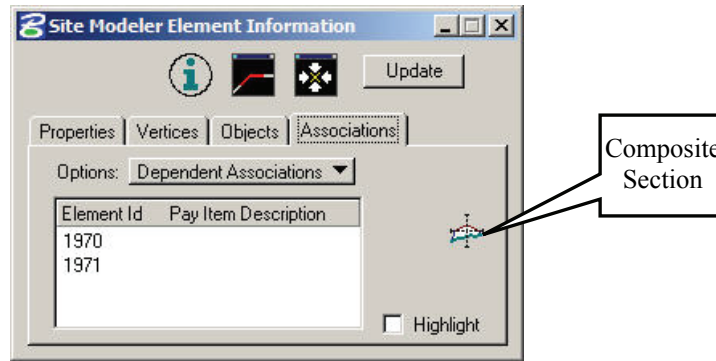 Site Modeler Element Information
Update
Properties Vertices Objects Associations
Options: Dependent Associations
Element Id Pay Item Description
1970
1971
Highlight
Composite
Section